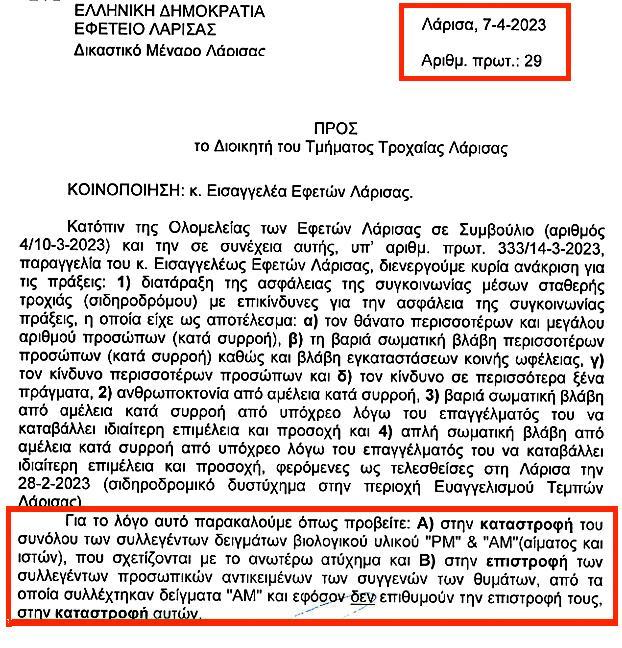 ΕΛΛΗΝΙΚΗ ΔΗΜΟΚΡΑΤΙΑ
ΕΦΕΤΕΙΟ ΛΑΡΙΣΑΣ
Δικαστικό Μέγαρο Λάρισας
Λάρισα, 7-4-2023
Αριθμ. πρωτ.: 29
ΠΡΟΣ
το Διοικητή του Τμήματος Τροχαίας Λάρισας
ΚΟΙΝΟΠΟΙΗΣΗ: κ. Εισαγγελέα Εφετών Λάρισας.
Κατόπιν της Ολομελείας των Εφετών Λάρισας σε Συμβούλιο (αριθμός
4/10-3-2023) και την σε συνέχεια αυτής, υπ' αριθμ. πρωτ. 333/14-3-2023,
παραγγελία του κ. Εισαγγελέως Εφετών Λάρισας, διενεργούμε κυρία ανάκριση για
τις πράξεις: 1) διατάραξη της ασφάλειας της συγκοινωνίας μέσων σταθερής
τροχιάς (σιδηροδρόμου) με επικίνδυνες για την ασφάλεια της συγκοινωνίας
πράξεις, η οποία είχε ως αποτέλεσμα: α) τον θάνατο περισσοτέρων και μεγάλου
αριθμού προσώπων (κατά συρροή), β) τη βαριά σωματική βλάβη περισσοτέρων
προσώπων (κατά συρροή) καθώς και βλάβη εγκαταστάσεων κοινής ωφέλειας, γ)
τον κίνδυνο περισσοτέρων προσώπων και δ) τον κίνδυνο σε περισσότερα ξένα
πράγματα, 2) ανθρωποκτονία από αμέλεια κατά συρροή, 3) βαριά σωματική βλάβη
από αμέλεια κατά συρροή από υπόχρεο λόγω του επαγγέλματός του να
καταβάλλει ιδιαίτερη επιμέλεια και προσοχή και 4) απλή σωματική βλάβη από
αμέλεια κατά συρροή από υπόχρεο λόγω του επαγγέλματός του να καταβάλλει
ιδιαίτερη επιμέλεια και προσοχή, φερόμενες ως τελεσθείσες στη Λάρισα την
28-2-2023 (σιδηροδρομικό δυστύχημα στην περιοχή Ευαγγελισμού Τεμπών
Λάρισας)
Για το λόγο αυτό παρακαλούμε όπως προβείτε: Α) στην καταστροφή του
συνόλου των συλλεγέντων δειγμάτων βιολογικού υλικού "PM" & "AM"(αίματος και
ιστών), που σχετίζονται με το ανωτέρω ατύχημα και Β) στην επιστροφή των
συλλεγέντων προσωπικών αντικειμένων των συγγενών των θυμάτων, από τα
οποία συλλέχτηκαν δείγματα "AM" και εφόσον δεν επιθυμούν την επιστροφή τους,
στην καταστροφή αυτών.